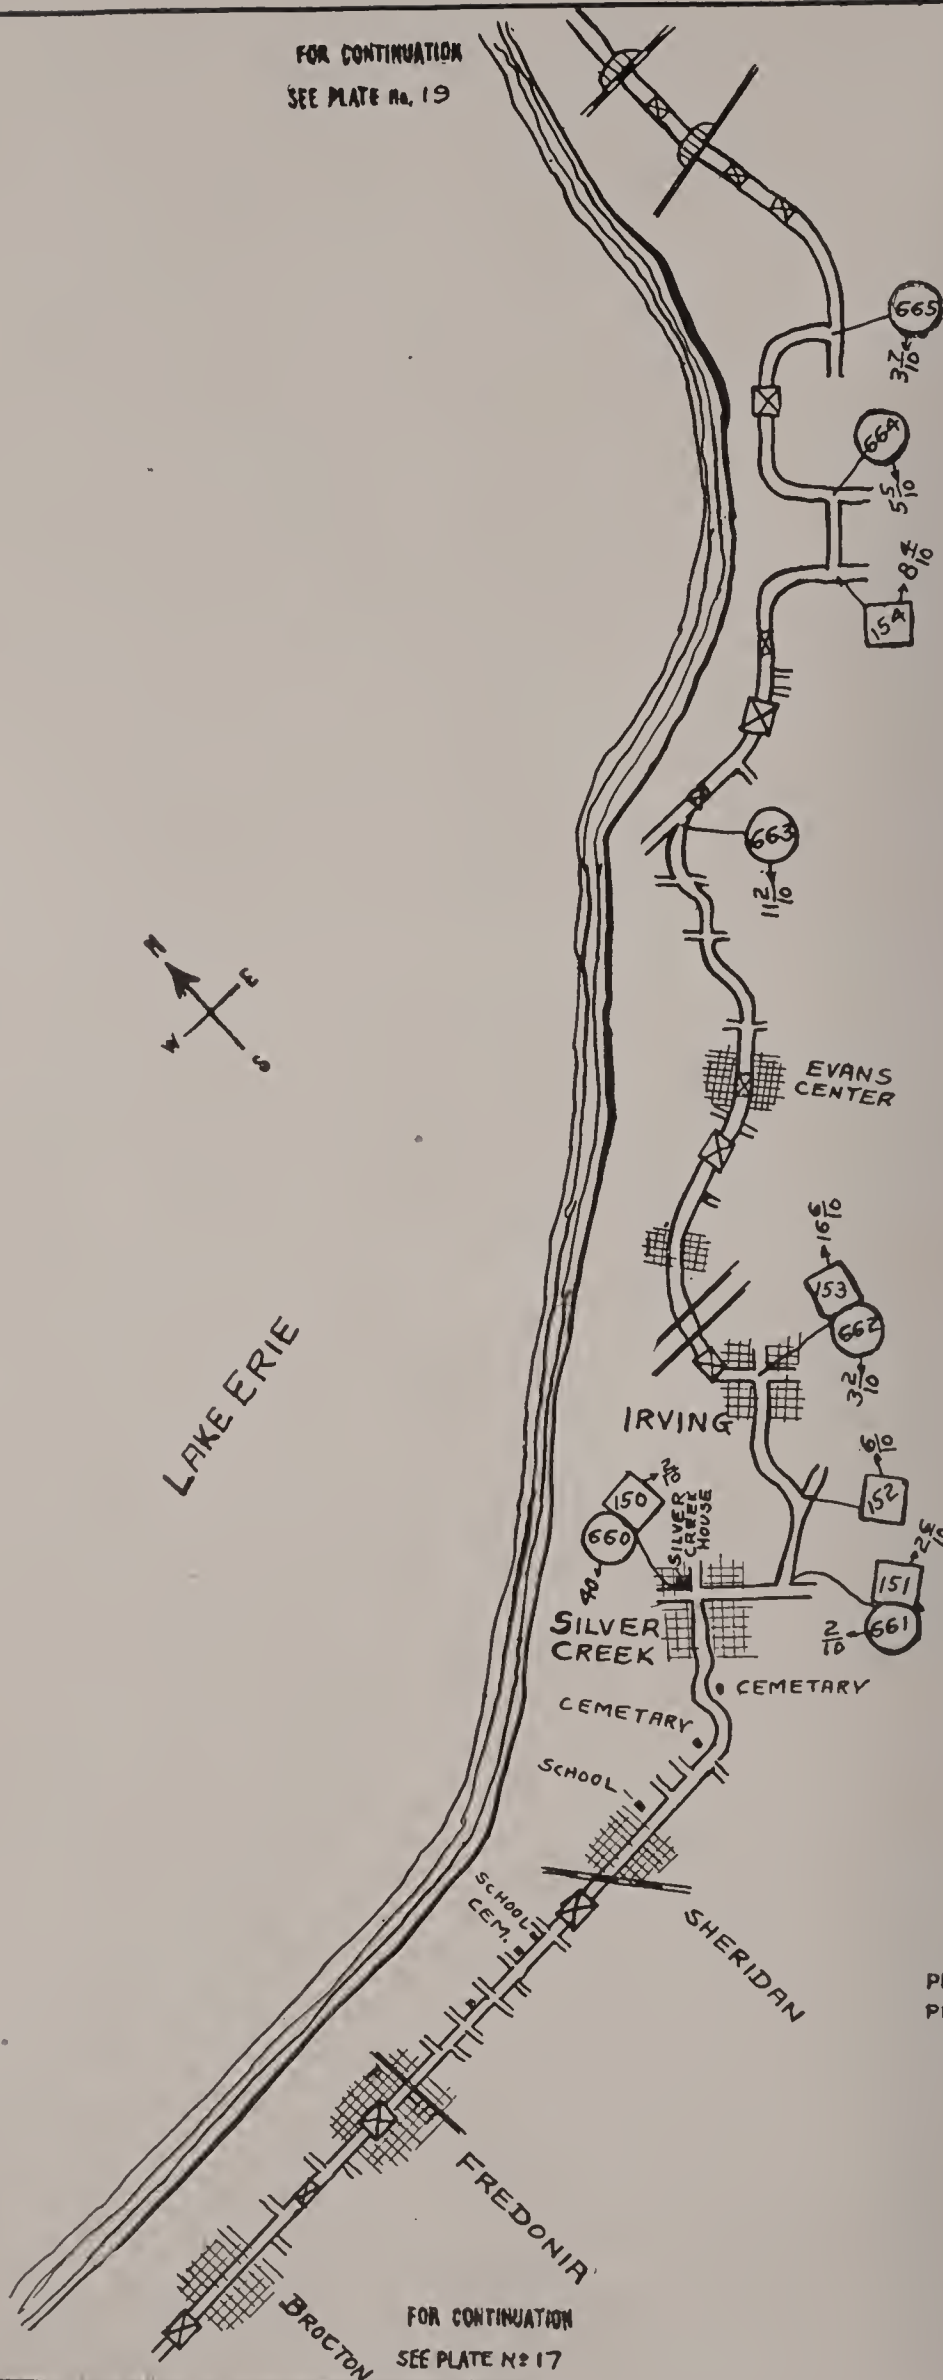 FOR CONTINUATION
SEE PLATE No. 19
665
3 7/10
664
5 5/10
8 4/10
154
663
11 2/10
N
E
W
S
EVANS
CENTER
16 6/10
153
662
3 2/10
LAKE ERIE
IRVING
6/10
152
2/10
150
660
40
SILVER
CREEK
HOUSE
151
661
2/10
SILVER
CREEK
CEMETARY
CEMETARY
SCHOOL
SCHOOL
CEM.
SHERIDAN
FREDONIA
BROCTON
FOR CONTINUATION
SEE PLATE No 17